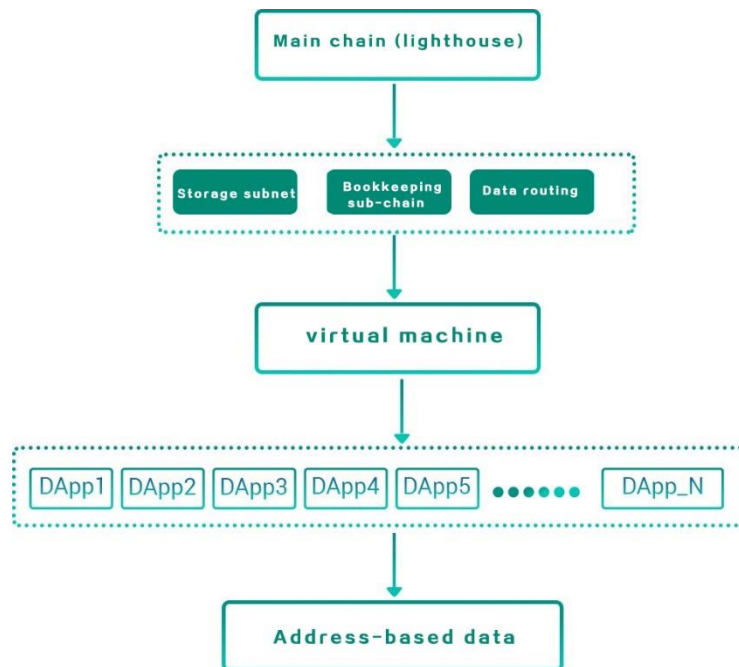 Main chain (lighthouse)
Storage subnet
Bookkeeping
sub-chain
Data routing
virtual machine
DApp1
DApp2
DApp3
DApp4
DApp5
DApp_N
Address-based data